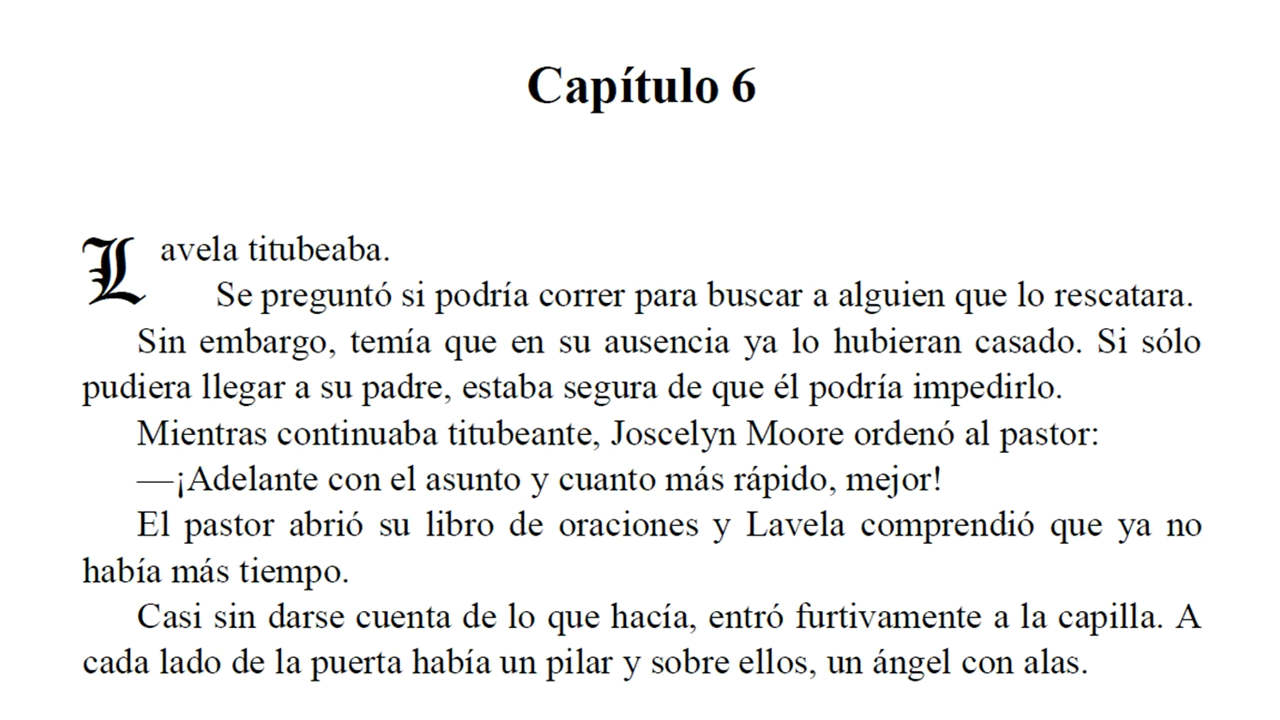 Capítulo 6
Lavela titubeaba.
Se preguntó si podría correr para buscar a alguien que lo rescatara.
Sin embargo, temía que en su ausencia ya lo hubieran casado. Si sólo
pudiera llegar a su padre, estaba segura de que él podría impedirlo.
Mientras continuaba titubeante, Joscelyn Moore ordenó al pastor:
—¡Adelante con el asunto y cuanto más rápido, mejor!
El pastor abrió su libro de oraciones y Lavela comprendió que ya no
había más tiempo.
Casi sin darse cuenta de lo que hacía, entró furtivamente a la capilla. A
cada lado de la puerta había un pilar y sobre ellos, un ángel con alas.